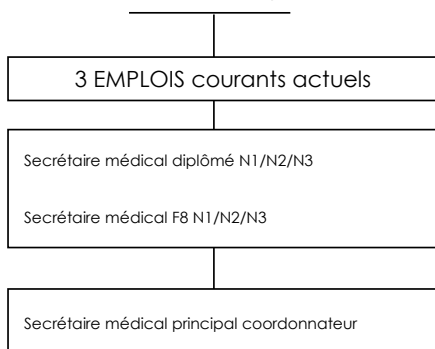 3 EMPLOIS courants actuels
Secrétaire médical diplômé N1/N2/N3
Secrétaire médical F8 N1/N2/N3
Secrétaire médical principal coordonnateur